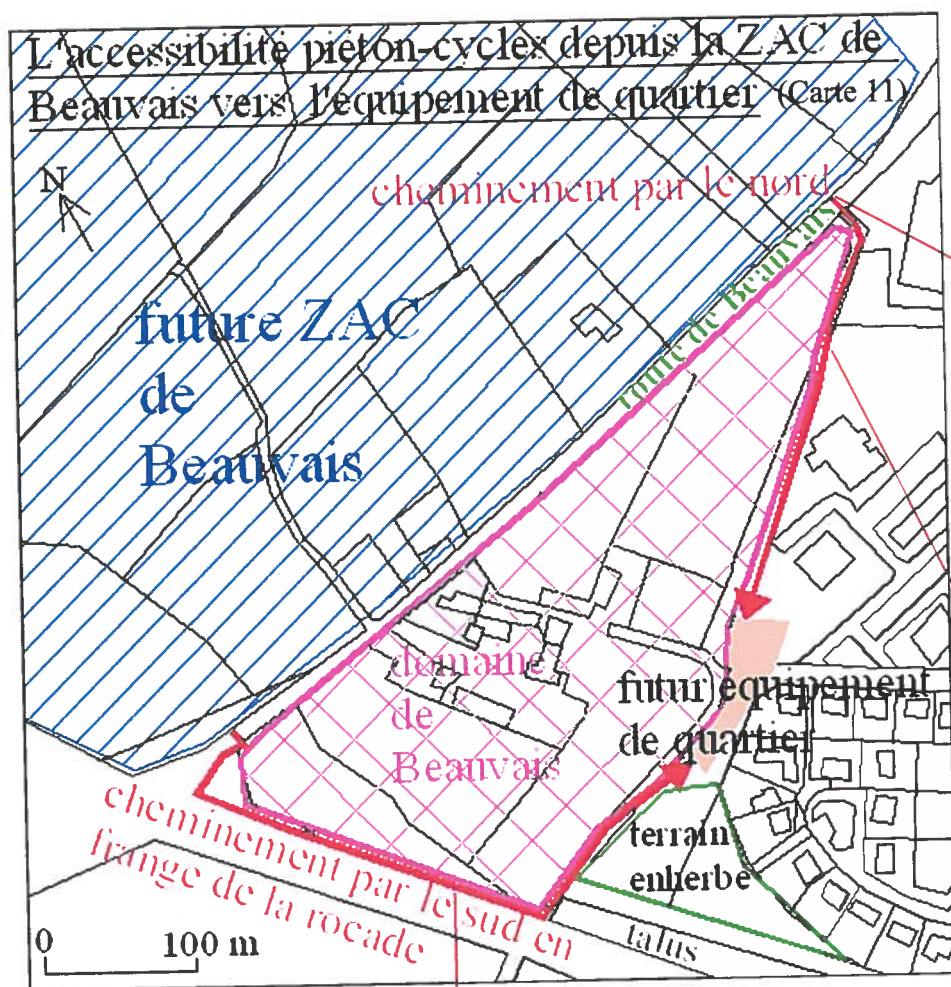 L'accessibilité piéton-cycles depuis la ZAC de
Beauvais vers l'équipement de quartier (Carte 11)
N
cheminement par le nord
route de Beauvais
future ZAC
de
Beauvais
domaine
de
Beauvais
futur équipement
de quartier
terrain
enherbé
cheminement par le sud en
frange de la rocade
talus
0 100 m